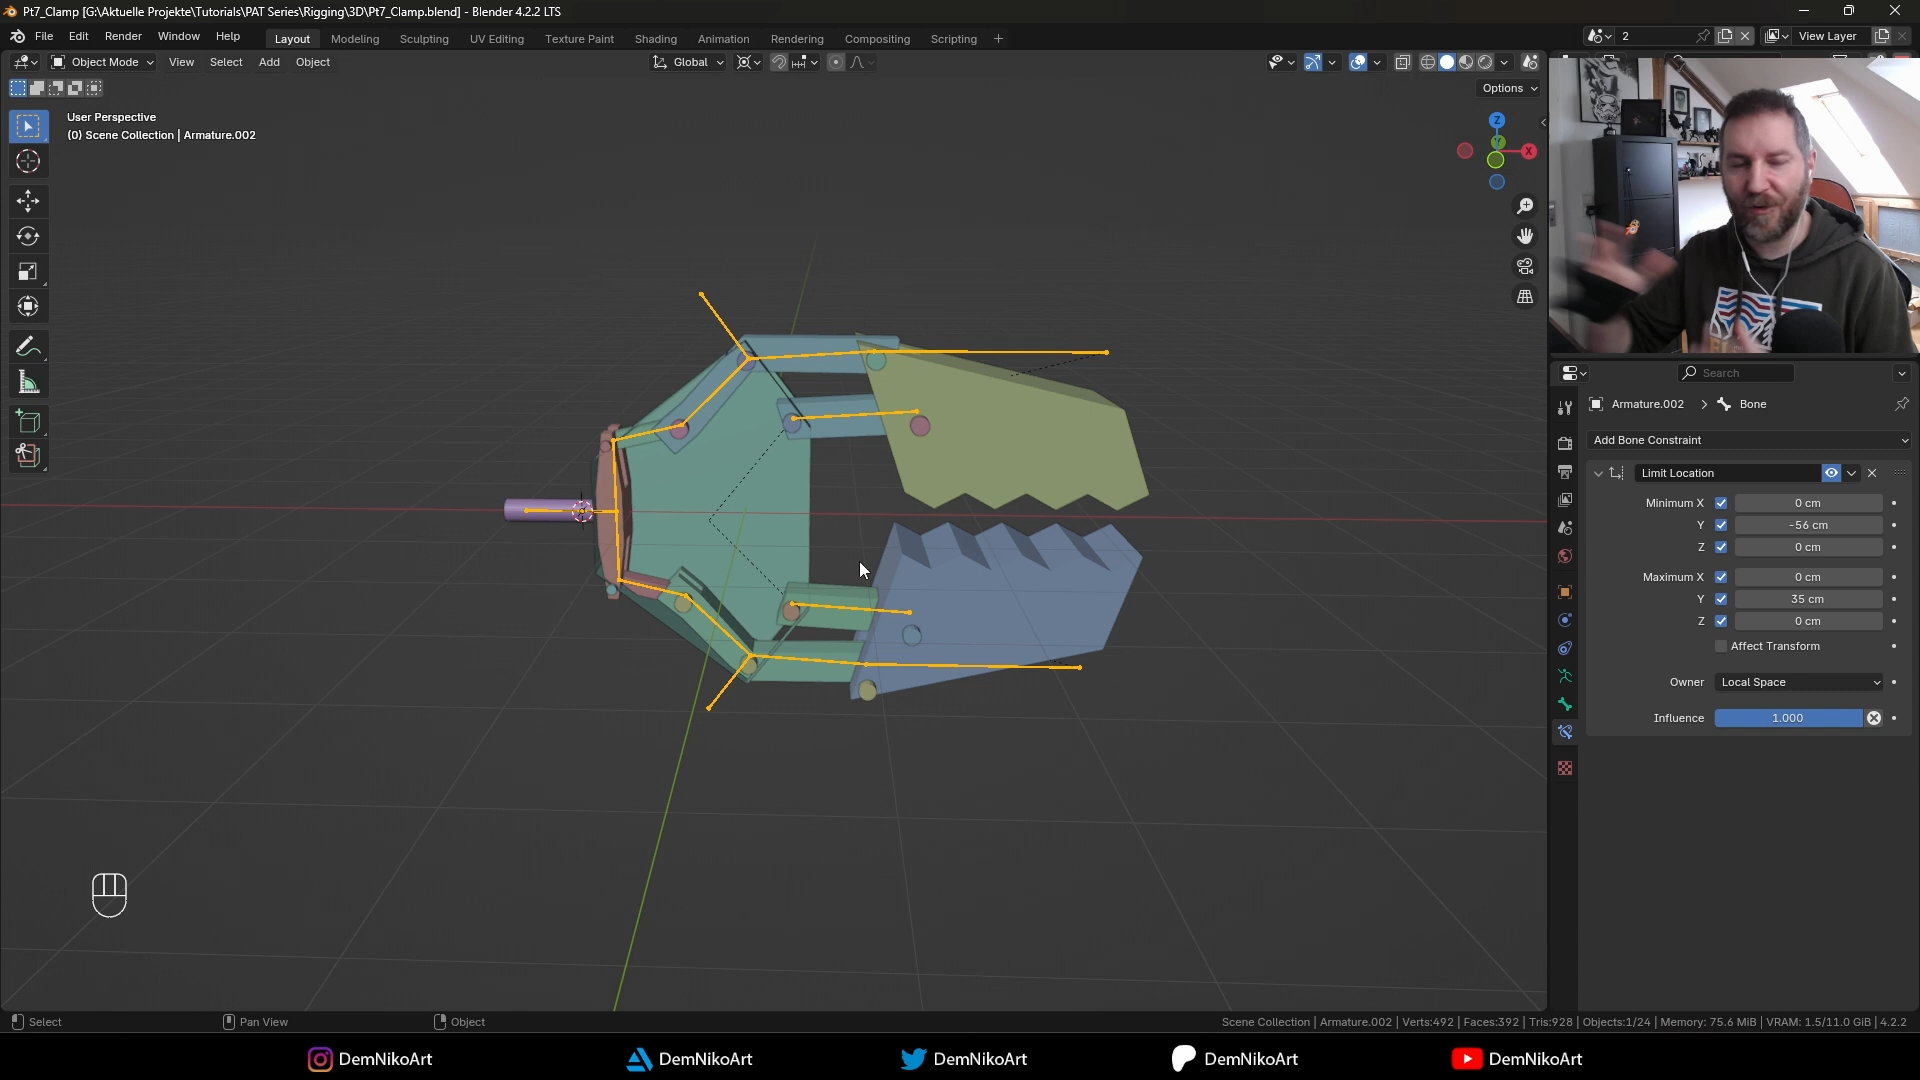 Pt7_Clamp [G:\Aktuelle Projekte\Tutorials\PAT Series\Rigging\3D\Pt7_Clamp.blend] - Blender 4.2.2 LTS
File Edit Render Window Help
Layout Modeling Sculpting UV Editing Texture Paint Shading Animation Rendering Compositing Scripting +
2
View Layer
Object Mode View Select Add Object
Global
Options
User Perspective
(0) Scene Collection | Armature.002
Z
Y
X
Search
Armature.002 > Bone
Add Bone Constraint
Limit Location
Minimum X 0 cm
Y -56 cm
Z 0 cm
Maximum X 0 cm
Y 35 cm
Z 0 cm
Affect Transform
Owner Local Space
Influence 1.000
Select Pan View Object
Scene Collection | Armature.002 | Verts:492 | Faces:392 | Tris:928 | Objects:1/24 | Memory: 75.6 MiB | VRAM: 1.5/11.0 GiB | 4.2.2
DemNikoArt DemNikoArt DemNikoArt DemNikoArt DemNikoArt